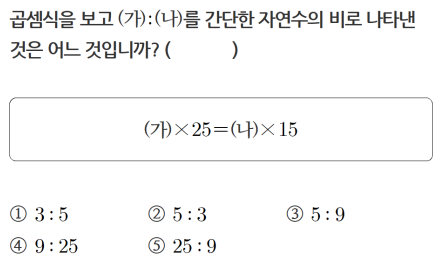 곱셈식을 보고 (가):(나)를 간단한 자연수의 비로 나타낸
것은 어느 것입니까? (          )
(가)×25=(나)×15
① 3:5 ② 5:3 ③ 5:9
④ 9:25 ⑤ 25:9